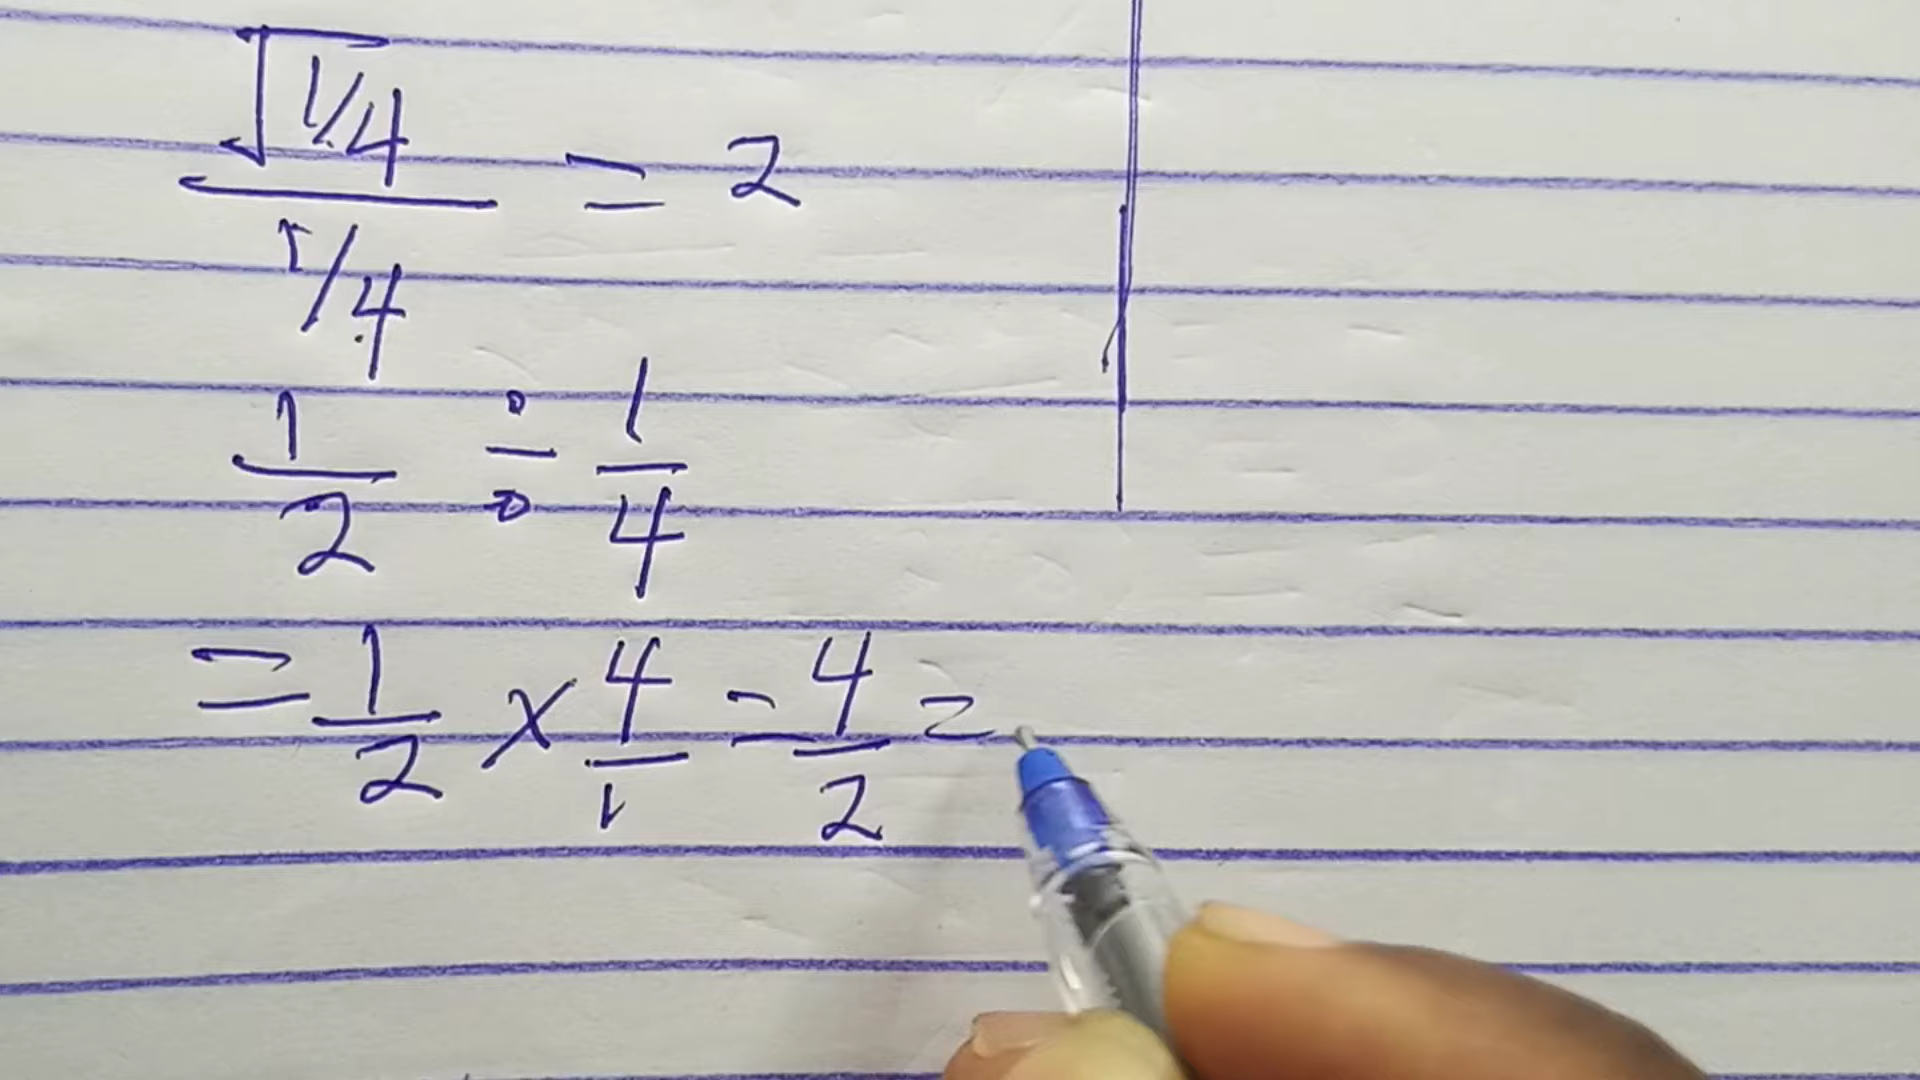 √1/4
/ 1/4 = 2
1/2 ÷ 1/4
= 1/2 × 4/1 = 4/2 =